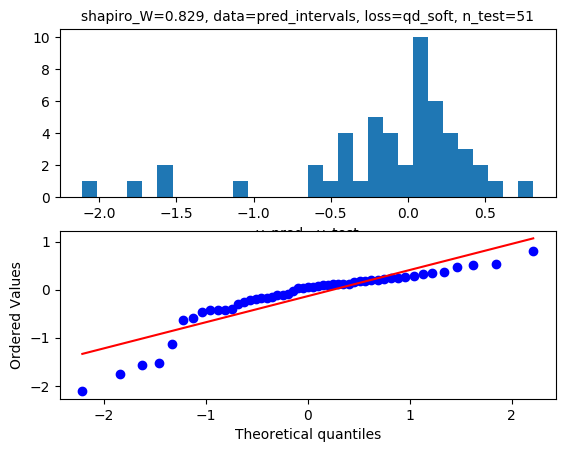 shapiro_W=0.829, data=pred_intervals, loss=qd_soft, n_test=51
10
8
6
4
2
0
−2.0 −1.5 −1.0 −0.5 0.0 0.5
1
0
−1
−2
Ordered Values
−2 −1 0 1 2
Theoretical quantiles